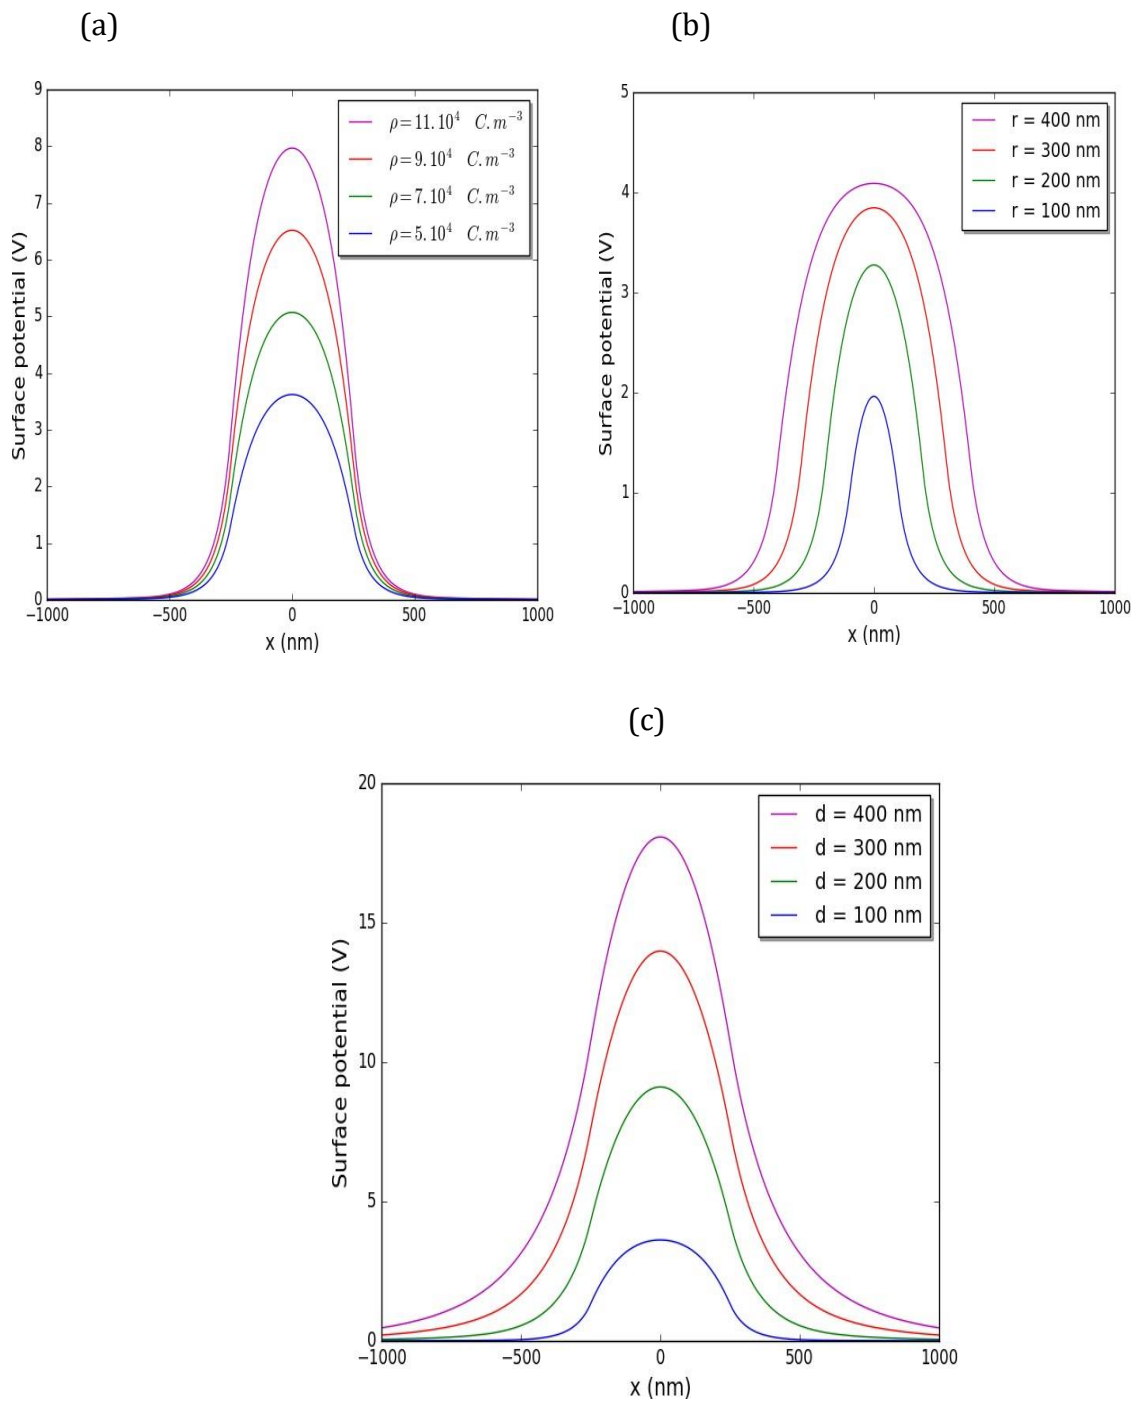 (a)
(b)
9
8
7
6
5
4
3
2
1
0
Surface potential (V)
ρ=11.10⁴ C.m⁻³
ρ=9.10⁴ C.m⁻³
ρ=7.10⁴ C.m⁻³
ρ=5.10⁴ C.m⁻³
−1000 −500 0 500 1000
x (nm)
5
4
3
2
1
0
Surface potential (V)
r = 400 nm
r = 300 nm
r = 200 nm
r = 100 nm
−1000 −500 0 500 1000
x (nm)
(c)
20
15
10
5
0
Surface potential (V)
d = 400 nm
d = 300 nm
d = 200 nm
d = 100 nm
−1000 −500 0 500 1000
x (nm)